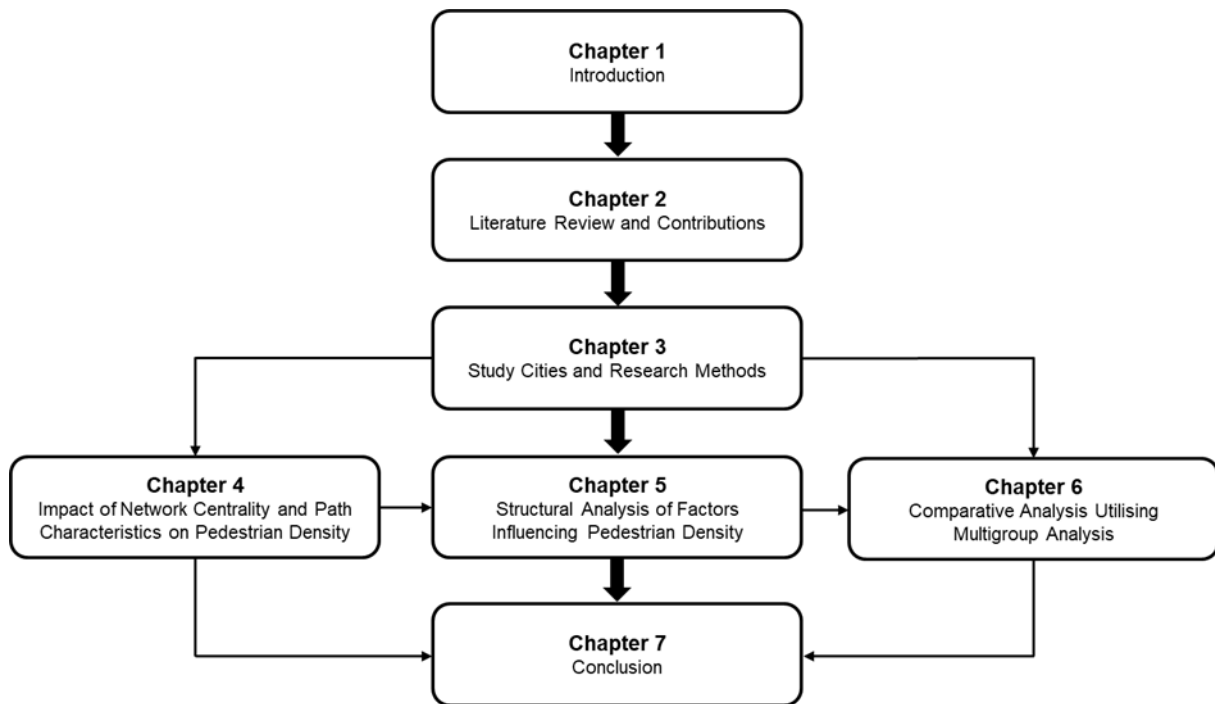 Chapter 1
Introduction
Chapter 2
Literature Review and Contributions
Chapter 3
Study Cities and Research Methods
Chapter 4
Impact of Network Centrality and Path
Characteristics on Pedestrian Density
Chapter 5
Structural Analysis of Factors
Influencing Pedestrian Density
Chapter 6
Comparative Analysis Utilising
Multigroup Analysis
Chapter 7
Conclusion